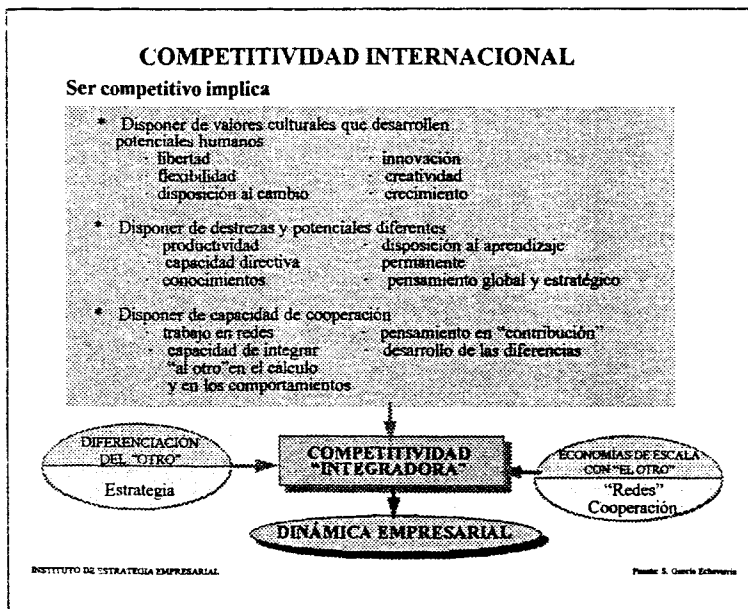 COMPETITIVIDAD INTERNACIONAL
Ser competitivo implica
* Disponer de valores culturales que desarrollen
potenciales humanos
· libertad
· flexibilidad
· disposición al cambio
· innovación
· creatividad
· crecimiento
* Disponer de destrezas y potenciales diferentes
· productividad
· capacidad directiva
· conocimientos
· disposición al aprendizaje
permanente
· pensamiento global y estratégico
* Disponer de capacidad de cooperación
· trabajo en redes
· capacidad de integrar
"al otro" en el cálculo
y en los comportamientos
· pensamiento en "contribución"
· desarrollo de las diferencias
DIFERENCIACIÓN
DEL "OTRO"
Estrategia
COMPETITIVIDAD
"INTEGRADORA"
ECONOMÍAS DE ESCALA
CON "EL OTRO"
"Redes"
Cooperación
DINÁMICA EMPRESARIAL
INSTITUTO DE ESTRATEGIA EMPRESARIAL
Fuente: S. García Echevarría